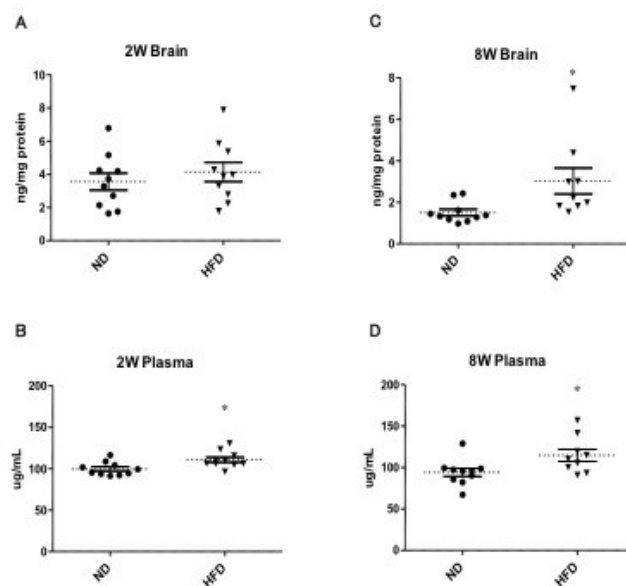 A
2W Brain
ng/mg protein
10
8
6
4
2
0
ND
HFD
B
2W Plasma
ug/mL
200
150
100
50
0
ND
HFD
C
8W Brain
*
ng/mg protein
8
6
4
2
0
ND
HFD
D
8W Plasma
*
ug/mL
200
150
100
50
0
ND
HFD